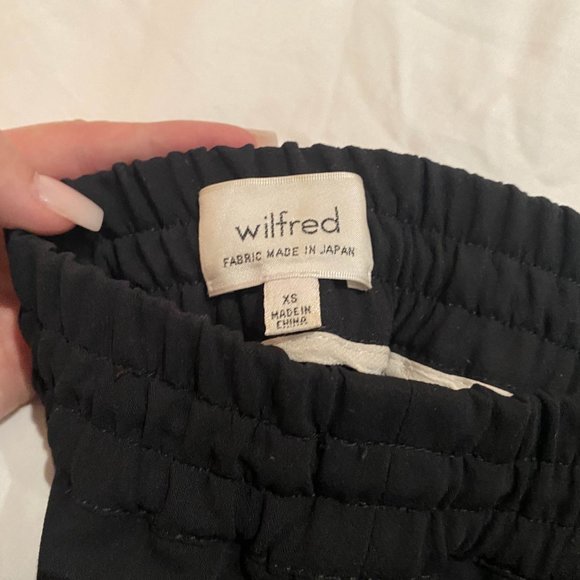 wilfred
FABRIC MADE IN JAPAN
XS
MADE IN
CHINA